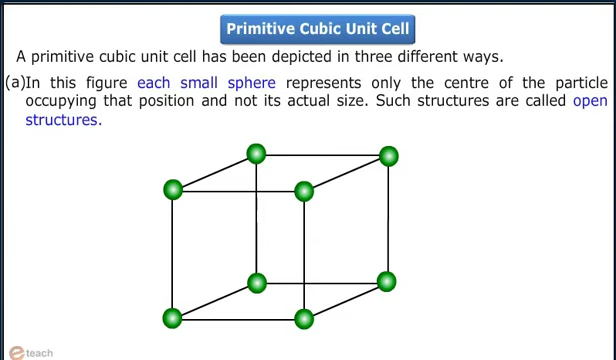 Primitive Cubic Unit Cell
A primitive cubic unit cell has been depicted in three different ways.
(a)In this figure each small sphere represents only the centre of the particle
occupying that position and not its actual size. Such structures are called open
structures.
e teach